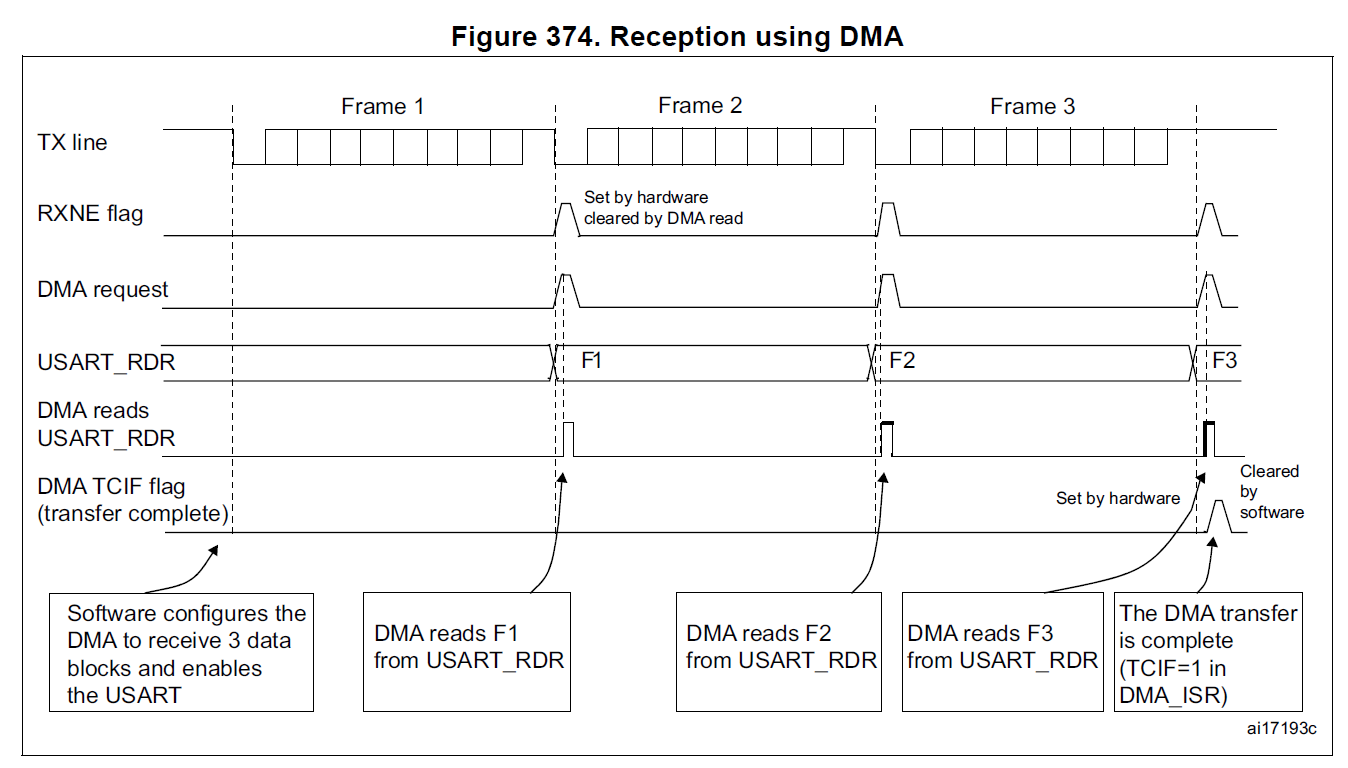 Figure 374. Reception using DMA
Frame 1
Frame 2
Frame 3
TX line
RXNE flag
Set by hardware
cleared by DMA read
DMA request
USART_RDR
F1
F2
F3
DMA reads
USART_RDR
DMA TCIF flag
(transfer complete)
Set by hardware
Cleared
by
software
Software configures the
DMA to receive 3 data
blocks and enables
the USART
DMA reads F1
from USART_RDR
DMA reads F2
from USART_RDR
DMA reads F3
from USART_RDR
The DMA transfer
is complete
(TCIF=1 in
DMA_ISR)
ai17193c